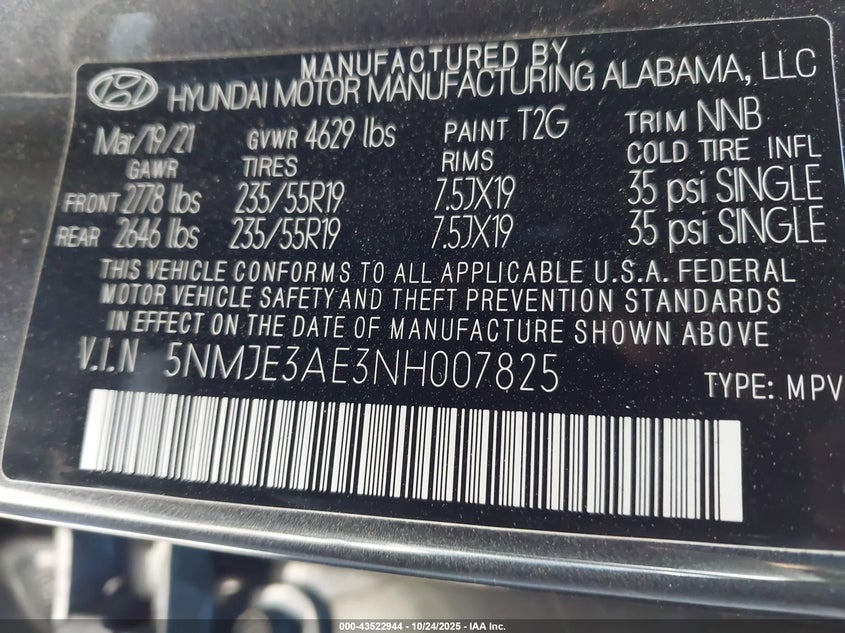 MANUFACTURED BY
HYUNDAI MOTOR MANUFACTURING ALABAMA, LLC
Mar/19/21 GVWR 4629 lbs PAINT T2G TRIM NNB
GAWR TIRES RIMS COLD TIRE INFL
FRONT 2778 lbs 235/55R19 7.5JX19 35 psi SINGLE
REAR 2646 lbs 235/55R19 7.5JX19 35 psi SINGLE
THIS VEHICLE CONFORMS TO ALL APPLICABLE U.S.A. FEDERAL
MOTOR VEHICLE SAFETY AND THEFT PREVENTION STANDARDS
IN EFFECT ON THE DATE OF MANUFACTURE SHOWN ABOVE
V.I.N 5NMJE3AE3NH007825 TYPE: MPV
000-43522944 | 10/24/2025 | IAA Inc.